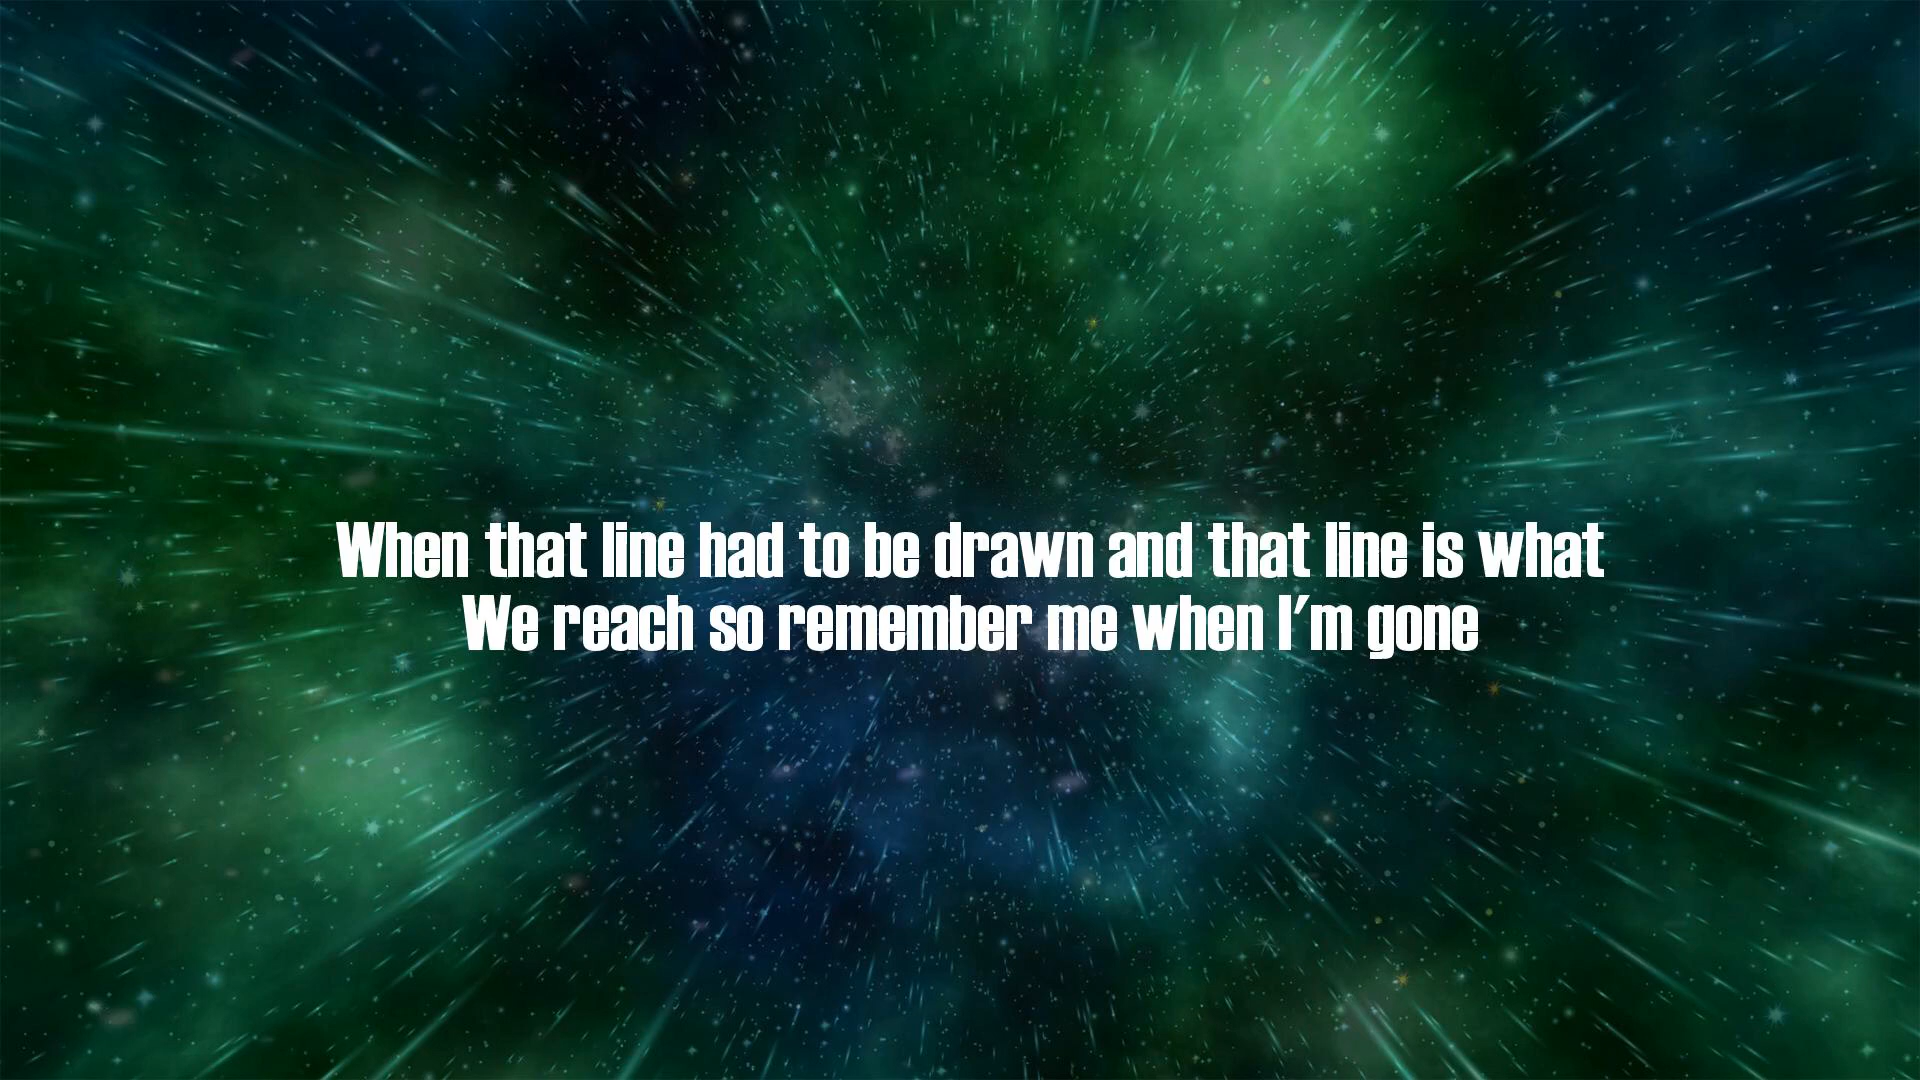 When that line had to be drawn and that line is what
We reach so remember me when I'm gone